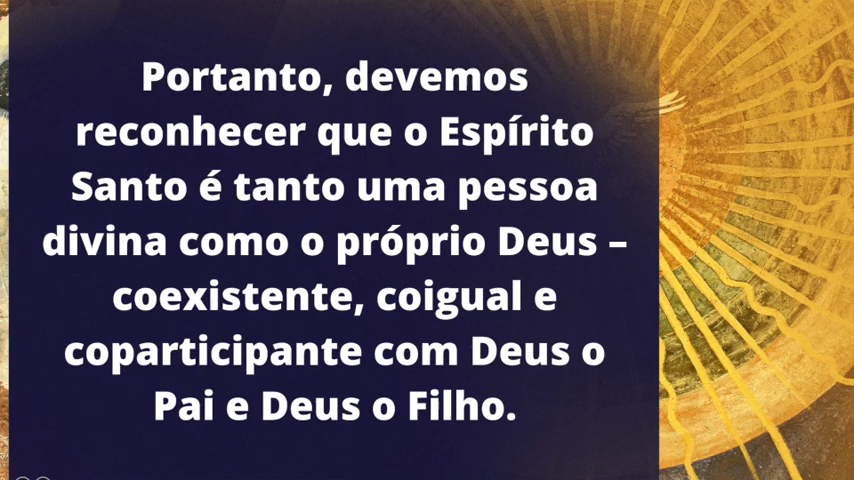 Portanto, devemos
reconhecer que o Espírito
Santo é tanto uma pessoa
divina como o próprio Deus –
coexistente, coigual e
coparticipante com Deus o
Pai e Deus o Filho.